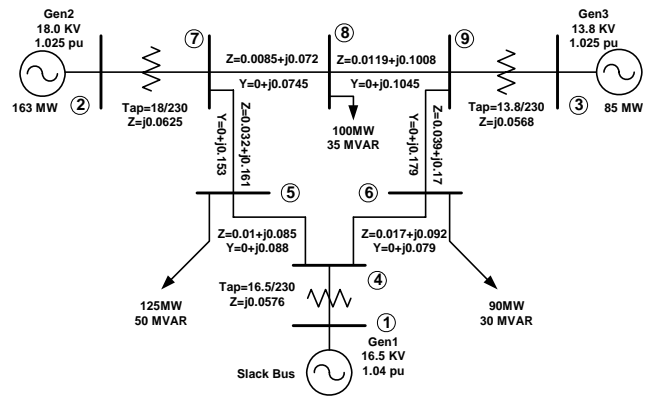 Gen2
18.0 KV
1.025 pu
163 MW
2
Tap=18/230
Z=j0.0625
7
Z=0.0085+j0.072
Y=0+j0.0745
8
100MW
35 MVAR
Z=0.0119+j0.1008
Y=0+j0.1045
9
Tap=13.8/230
Z=j0.0568
3
Gen3
13.8 KV
1.025 pu
85 MW
Z=0.032+j0.161
Y=0+j0.153
Z=0.039+j0.17
Y=0+j0.179
5
6
Z=0.01+j0.085
Y=0+j0.088
Z=0.017+j0.092
Y=0+j0.079
125MW
50 MVAR
90MW
30 MVAR
4
Tap=16.5/230
Z=j0.0576
1
Gen1
16.5 KV
1.04 pu
Slack Bus